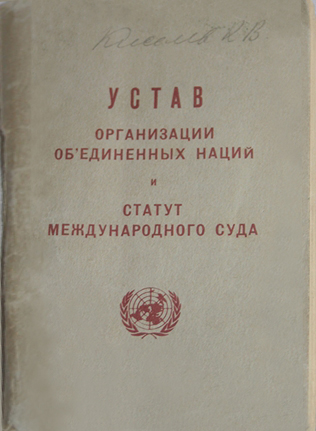 УСТАВ
ОРГАНИЗАЦИИ
ОБ'ЕДИНЕННЫХ НАЦИЙ
И
СТАТУТ
МЕЖДУНАРОДНОГО СУДА